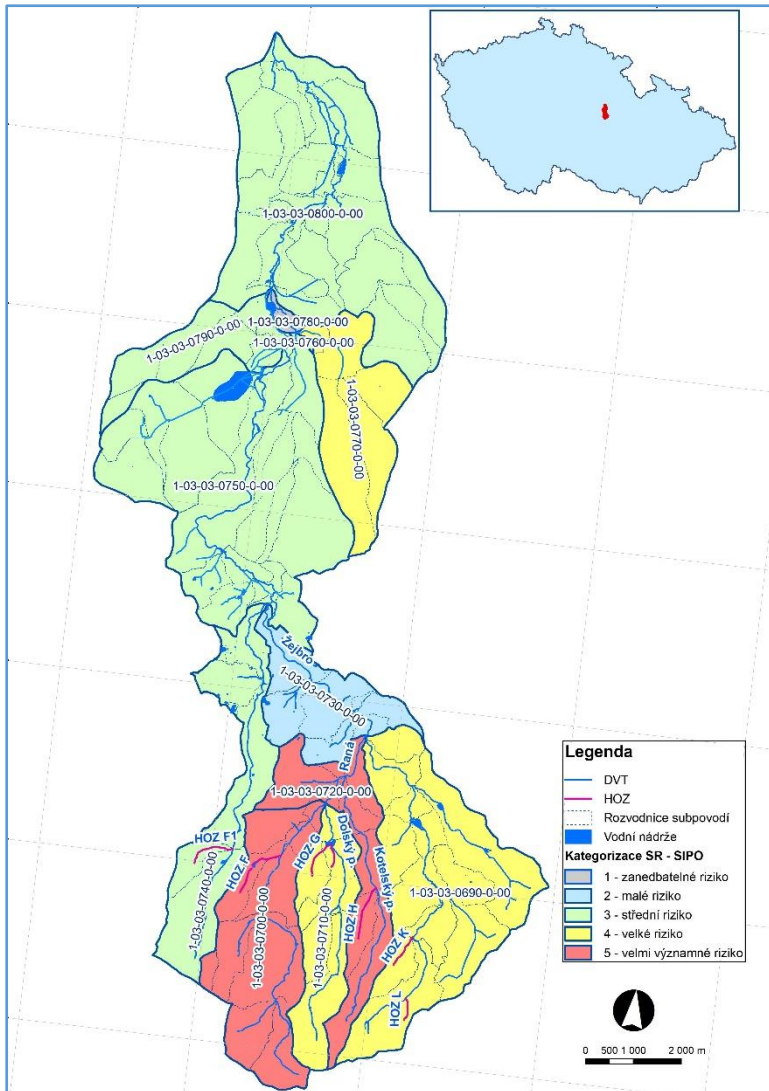 1-03-03-0800-0-00
1-03-03-0780-0-00
1-03-03-0790-0-00
1-03-03-0760-0-00
1-03-03-0770-0-00
1-03-03-0750-0-00
Žejbro
1-03-03-0730-0-00
Raná
1-03-03-0720-0-00
HOZ F1
HOZ F
HOZ G
Dolský p.
Kotelský p.
1-03-03-0740-0-00
1-03-03-0700-0-00
1-03-03-0710-0-00
HOZ H
1-03-03-0690-0-00
HOZ K
HOZ L
Legenda
DVT
HOZ
Rozvodnice subpovodí
Vodní nádrže
Kategorizace SR - SIPO
1 - zanedbatelné riziko
2 - malé riziko
3 - střední riziko
4 - velké riziko
5 - velmi významné riziko
0 500 1 000 2 000 m